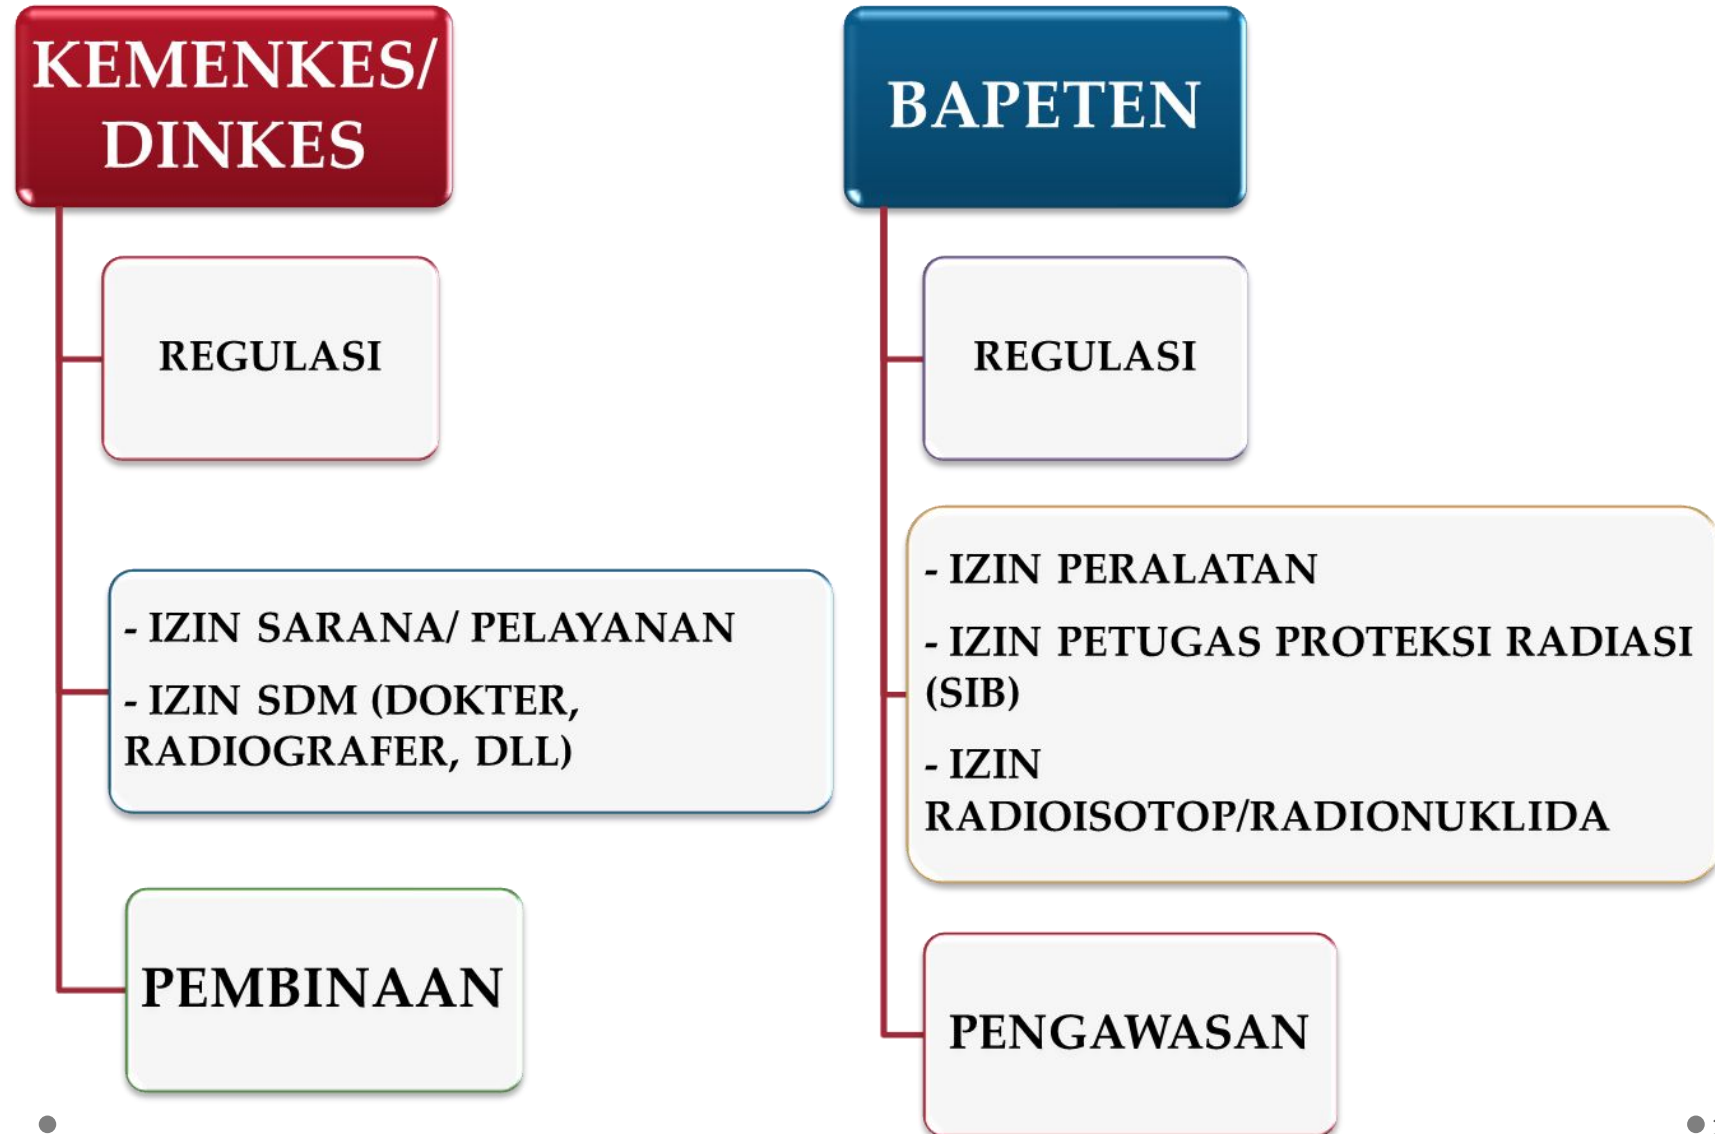 KEMENKES/
DINKES
REGULASI
- IZIN SARANA/ PELAYANAN
- IZIN SDM (DOKTER,
RADIOGRAFER, DLL)
PEMBINAAN
BAPETEN
REGULASI
- IZIN PERALATAN
- IZIN PETUGAS PROTEKSI RADIASI
(SIB)
- IZIN
RADIOISOTOP/RADIONUKLIDA
PENGAWASAN